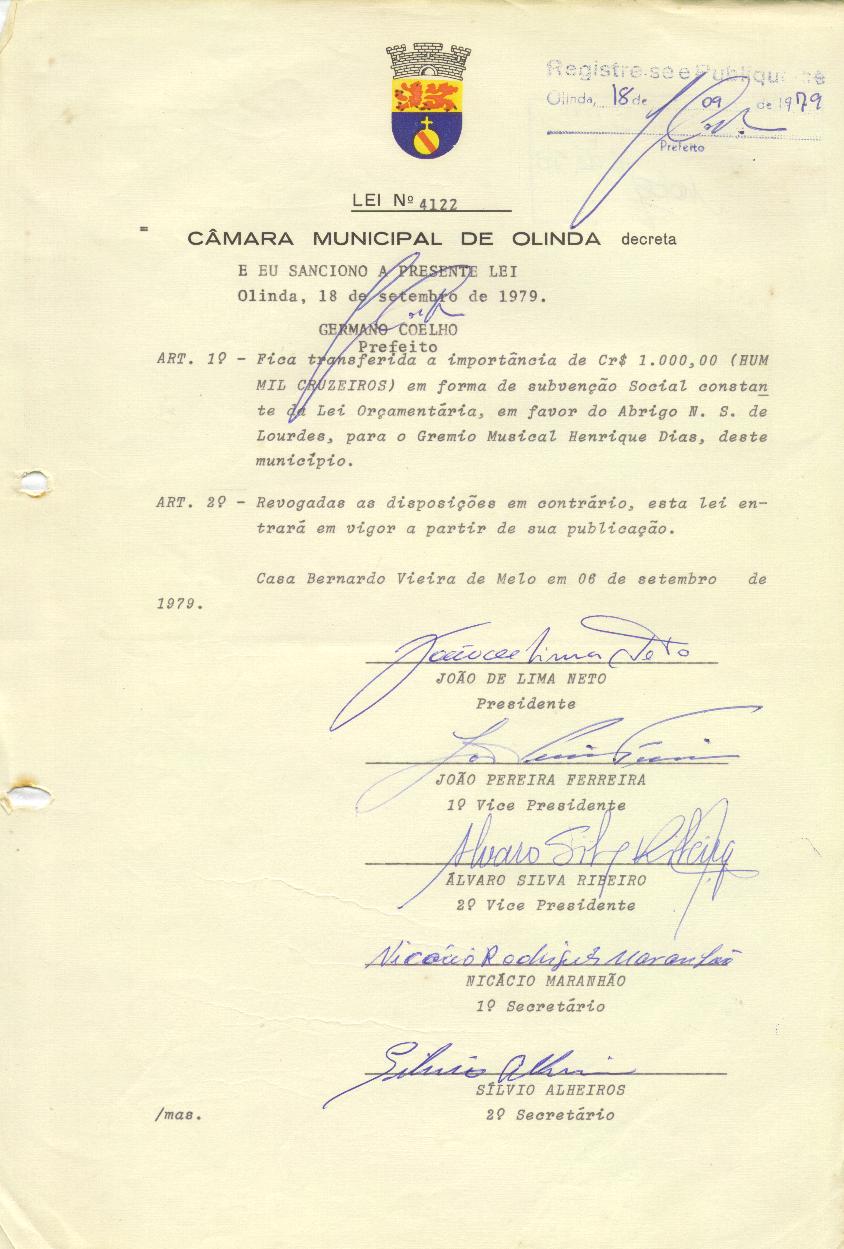 Registre-se e Publique-se
Olinda, 18 de 09 de 1979
Prefeito
LEI Nº 4122
CÂMARA MUNICIPAL DE OLINDA decreta
E EU SANCIONO A PRESENTE LEI
Olinda, 18 de setembro de 1979.
GERMANO COELHO
Prefeito
ART. 1º - Fica transferida a importância de Cr$ 1.000,00 (HUM
MIL CRUZEIROS) em forma de subvenção Social constan
te da Lei Orçamentária, em favor do Abrigo N. S. de
Lourdes, para o Gremio Musical Henrique Dias, deste
município.
ART. 2º - Revogadas as disposições em contrário, esta lei en-
trará em vigor a partir de sua publicação.
Casa Bernardo Vieira de Melo em 06 de setembro de
1979.
João de Lima Neto
JOÃO DE LIMA NETO
Presidente
JOÃO PEREIRA FERREIRA
1º Vice Presidente
Alvaro Silva Ribeiro
ÁLVARO SILVA RIBEIRO
2º Vice Presidente
Nicácio Rodrigues Maranhão
NICÁCIO MARANHÃO
1º Secretário
Silvio Alheiros
SÍLVIO ALHEIROS
2º Secretário
/mas.